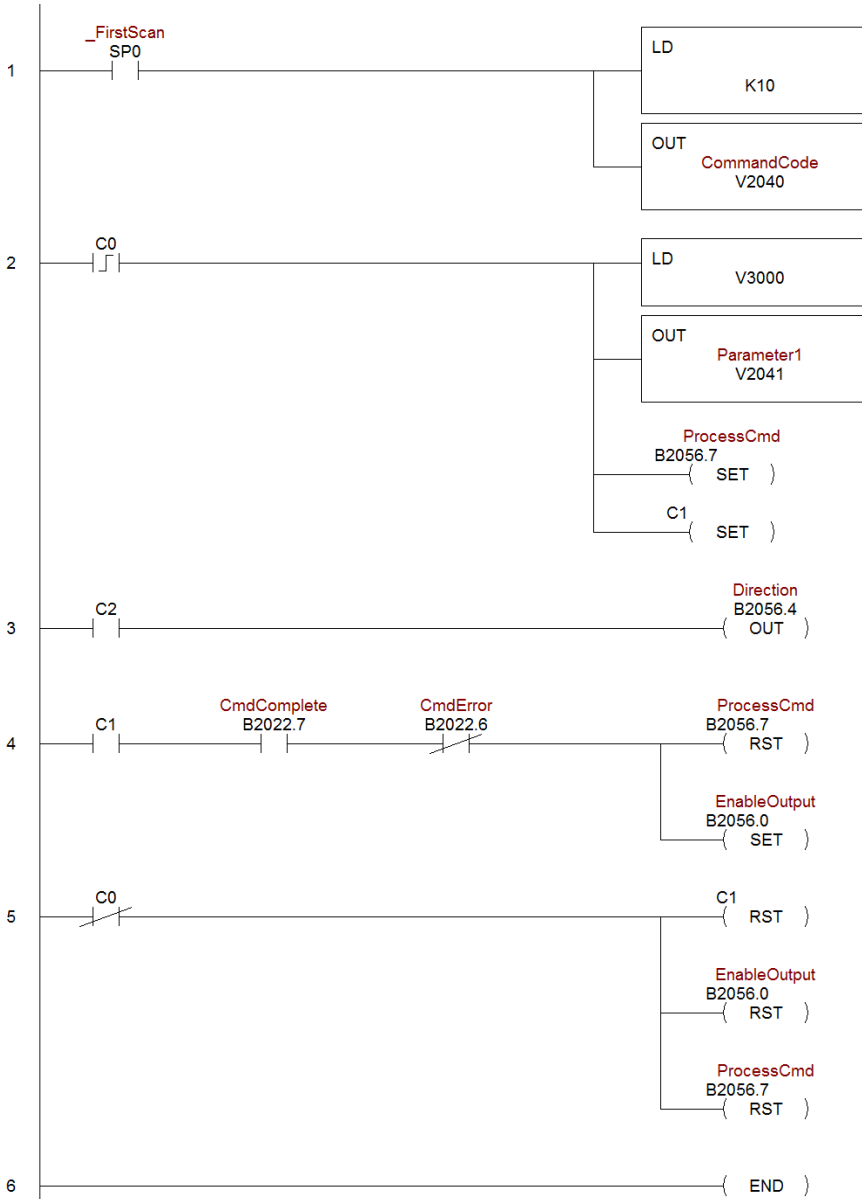 _FirstScan
SP0
1
LD
K10
OUT
CommandCode
V2040
C0
2
LD
V3000
OUT
Parameter1
V2041
ProcessCmd
B2056.7
SET
C1
SET
C2
3
Direction
B2056.4
OUT
C1
4
CmdComplete
B2022.7
CmdError
B2022.6
ProcessCmd
B2056.7
RST
EnableOutput
B2056.0
SET
C0
5
C1
RST
EnableOutput
B2056.0
RST
ProcessCmd
B2056.7
RST
6
END